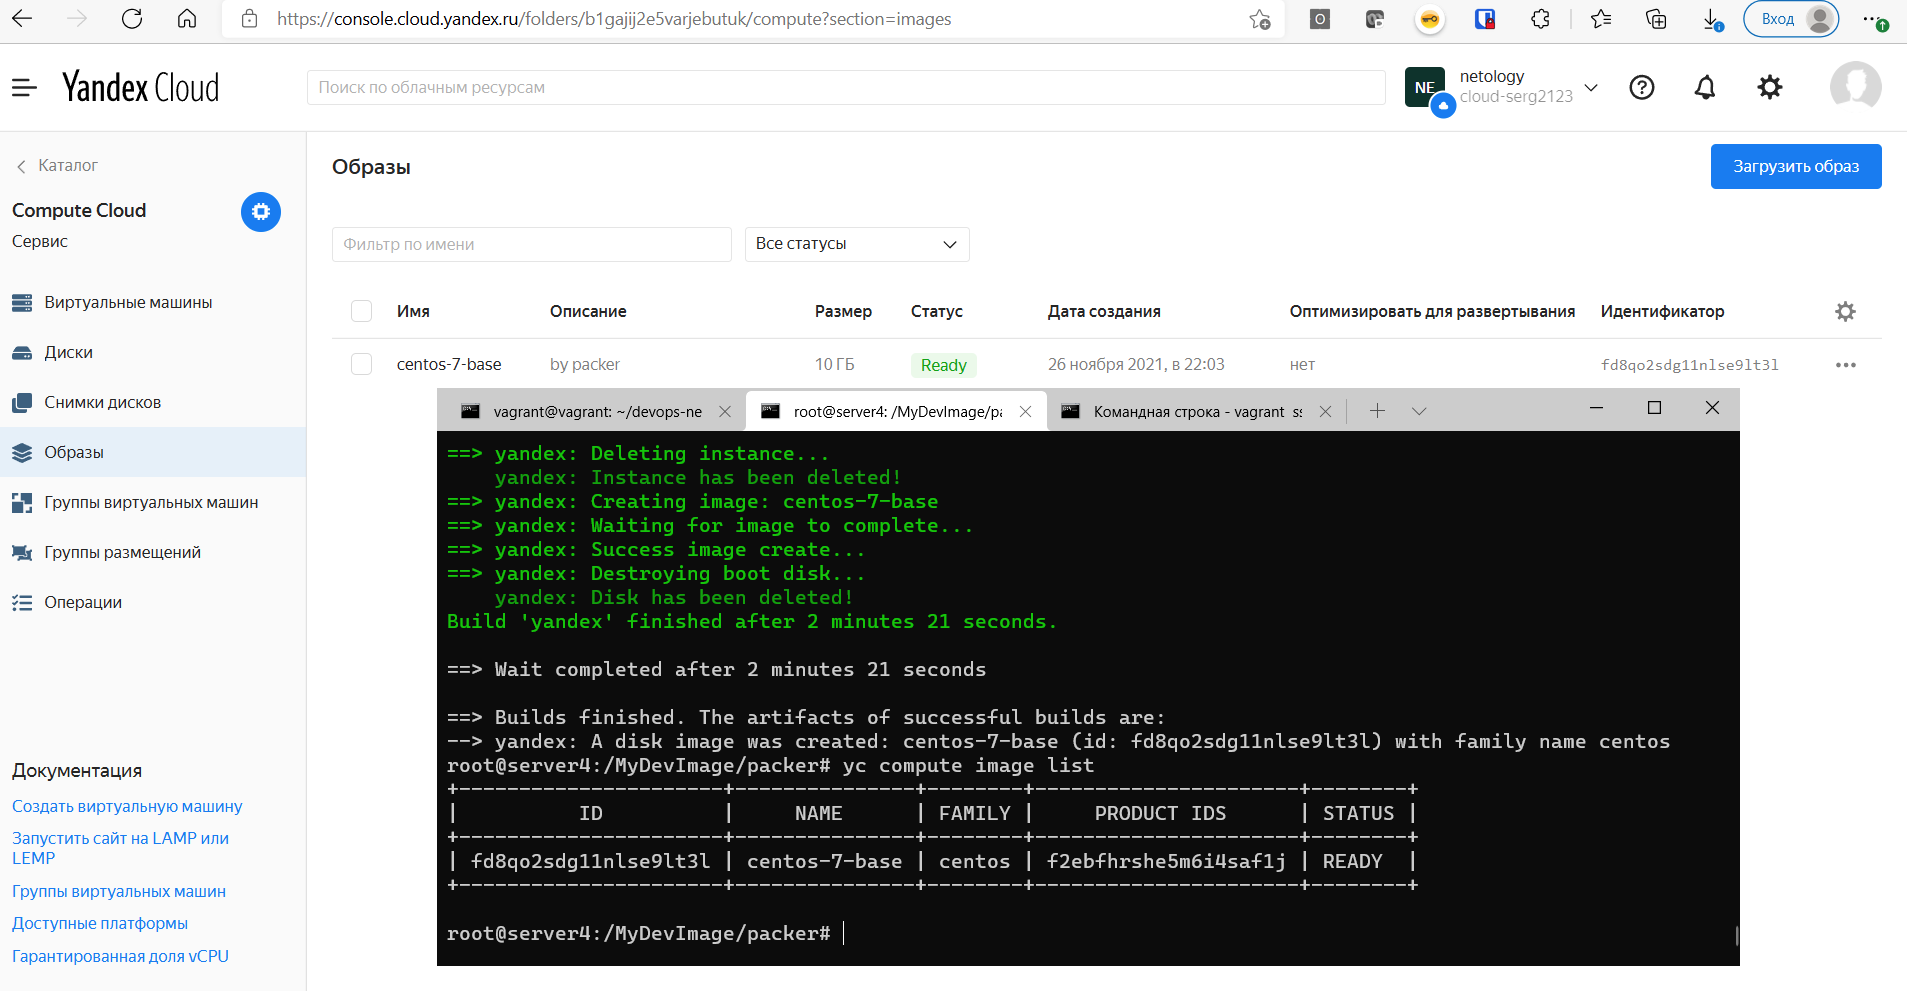 https://console.cloud.yandex.ru/folders/b1gajij2e5varjebutuk/compute?section=images
Вход
Yandex Cloud
Поиск по облачным ресурсам
NE
netology
cloud-serg2123
Каталог
Compute Cloud
Сервис
Виртуальные машины
Диски
Снимки дисков
Образы
Группы виртуальных машин
Группы размещений
Операции
Документация
Создать виртуальную машину
Запустить сайт на LAMP или
LEMP
Группы виртуальных машин
Доступные платформы
Гарантированная доля vCPU
Образы
Загрузить образ
Фильтр по имени
Все статусы
Имя Описание Размер Статус Дата создания Оптимизировать для развертывания Идентификатор
centos-7-base by packer 10 ГБ Ready 26 ноября 2021, в 22:03 нет fd8qo2sdg11nlse9lt3l
vagrant@vagrant: ~/devops-ne
root@server4: /MyDevImage/pa
Командная строка - vagrant ss
==> yandex: Deleting instance...
yandex: Instance has been deleted!
==> yandex: Creating image: centos-7-base
==> yandex: Waiting for image to complete...
==> yandex: Success image create...
==> yandex: Destroying boot disk...
yandex: Disk has been deleted!
Build 'yandex' finished after 2 minutes 21 seconds.
==> Wait completed after 2 minutes 21 seconds
==> Builds finished. The artifacts of successful builds are:
--> yandex: A disk image was created: centos-7-base (id: fd8qo2sdg11nlse9lt3l) with family name centos
root@server4:/MyDevImage/packer# yc compute image list
+----------------------+---------------+--------+----------------------+--------+
| ID | NAME | FAMILY | PRODUCT IDS | STATUS |
+----------------------+---------------+--------+----------------------+--------+
| fd8qo2sdg11nlse9lt3l | centos-7-base | centos | f2ebfhrshe5m6i4saf1j | READY |
+----------------------+---------------+--------+----------------------+--------+
root@server4:/MyDevImage/packer#